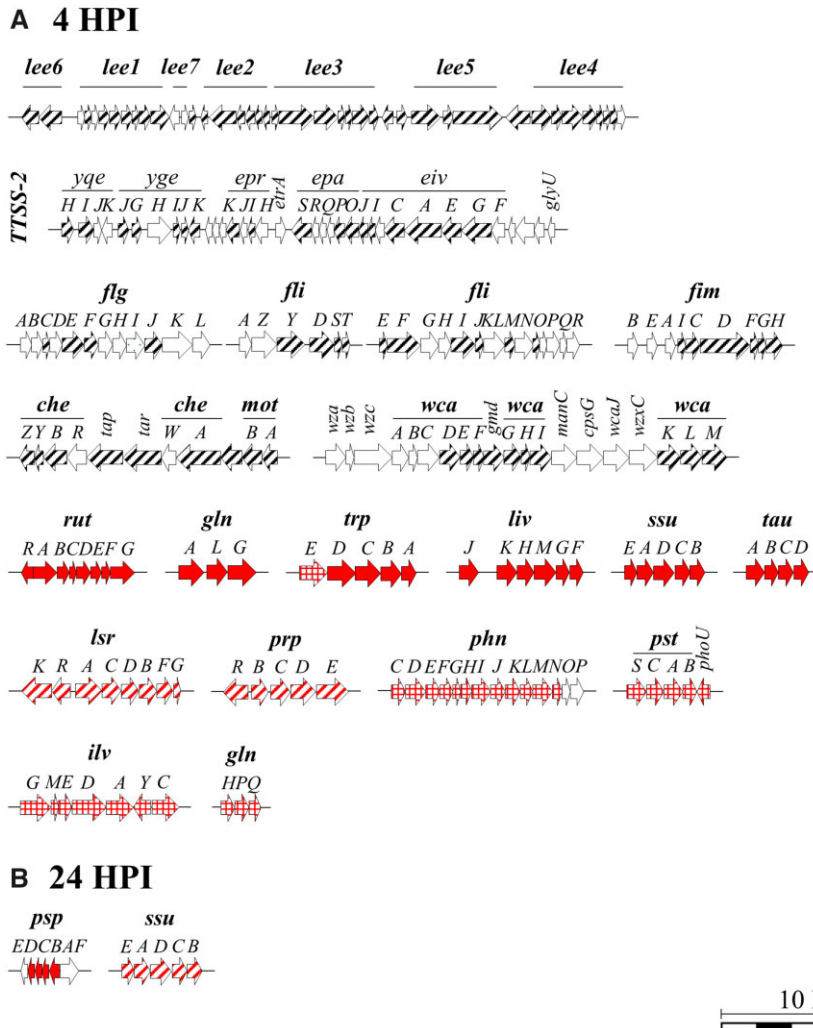 A 4 HPI
lee6 lee1 lee7 lee2 lee3 lee5 lee4
TTSS-2
yqe yge epr etrA epa eiv glyU
H I JK JG H IJ K K JI H S R Q P O J I C A E G F
flg fli fli fim
A B C D E F G H I J K L A Z Y D S T E F G H I J K L M N O P Q R B E A I C D F G H
che tap tar che mot wza wzb wzc wca gmd wca manC cpsG wcaJ wzxC wca
Z Y B R W A B A A B C D E F G H I K L M
rut gln trp liv ssu tau
R A B C D E F G A L G E D C B A J K H M G F E A D C B A B C D
lsr prp phn pst phoU
K R A C D B F G R B C D E C D E F G H I J K L M N O P S C A B
ilv gln
G M E D A Y C H P Q
B 24 HPI
psp ssu
E D C B A F E A D C B
10